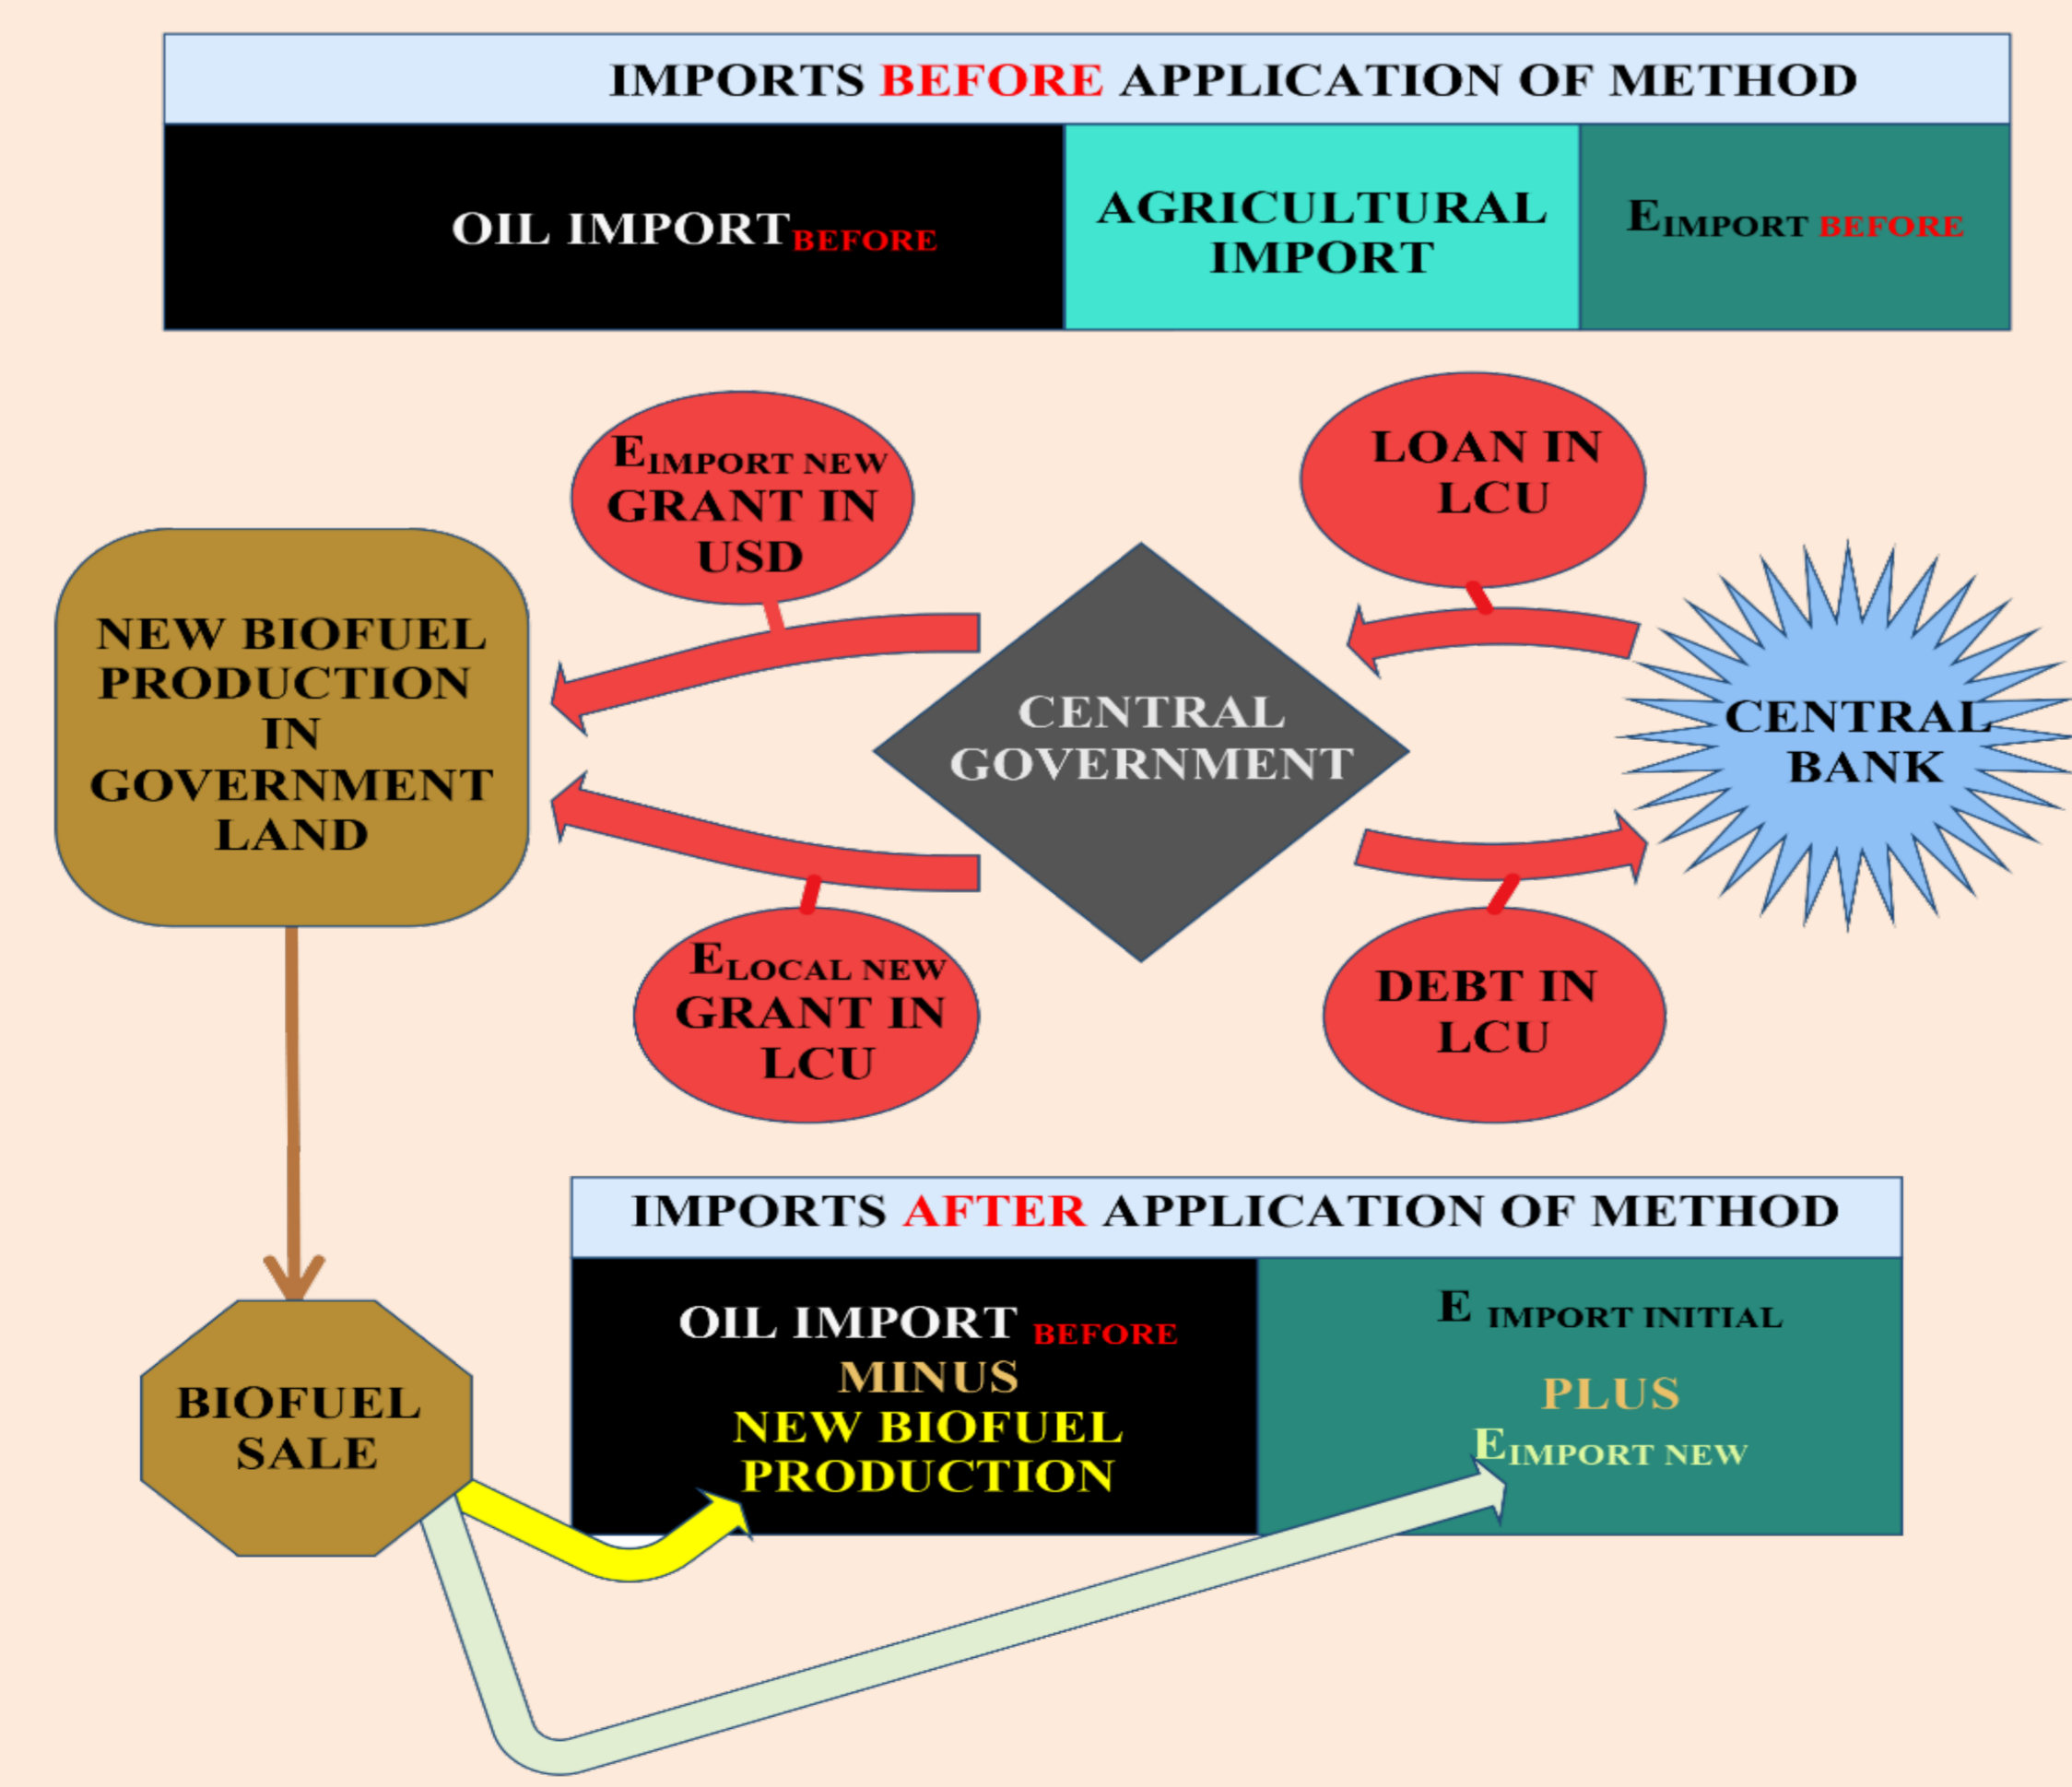 IMPORTS BEFORE APPLICATION OF METHOD
OIL IMPORT BEFORE
AGRICULTURAL
IMPORT
EIMPORT BEFORE
EIMPORT NEW
GRANT IN
USD
LOAN IN
LCU
NEW BIOFUEL
PRODUCTION
IN
GOVERNMENT
LAND
CENTRAL
GOVERNMENT
CENTRAL
BANK
ELOCAL NEW
GRANT IN
LCU
DEBT IN
LCU
IMPORTS AFTER APPLICATION OF METHOD
OIL IMPORT BEFORE
MINUS
NEW BIOFUEL
PRODUCTION
E IMPORT INITIAL
PLUS
EIMPORT NEW
BIOFUEL
SALE